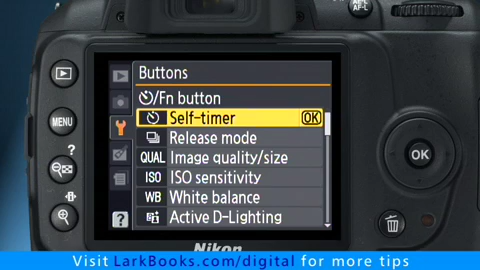 AE-L
AF-L
Buttons
/Fn button
Self-timer OK
MENU
Release mode
?
QUAL Image quality/size
OK
ISO ISO sensitivity
WB White balance
? Active D-Lighting
Nikon
Visit LarkBooks.com/digital for more tips